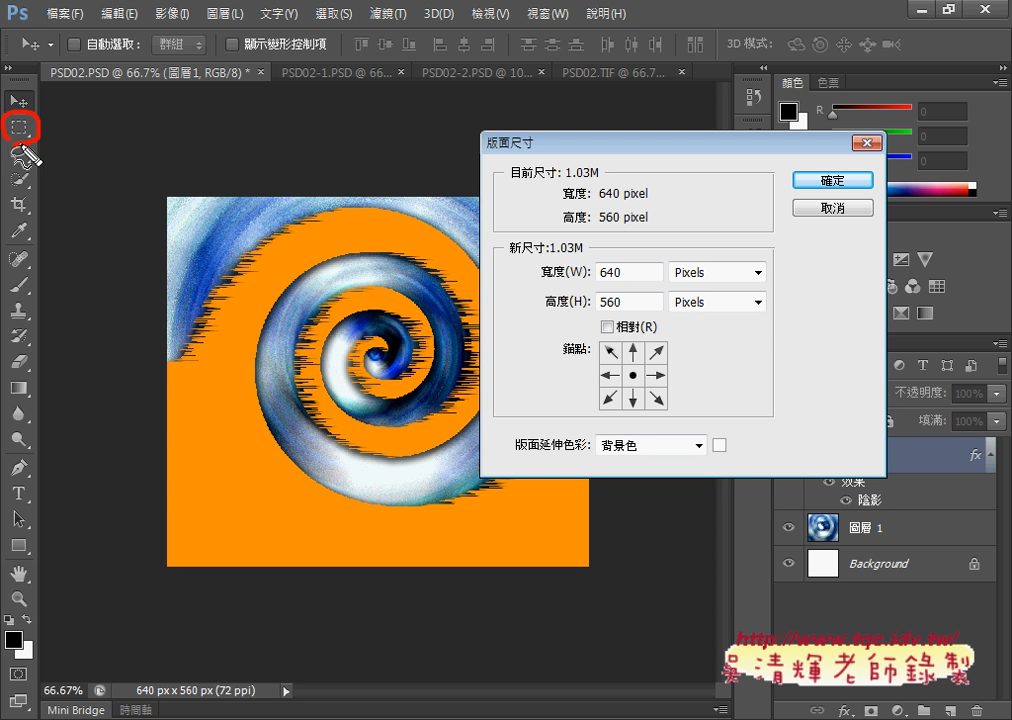 Ps 檔案(F) 編輯(E) 影像(I) 圖層(L) 文字(Y) 選取(S) 濾鏡(T) 3D(D) 檢視(V) 視窗(W) 說明(H)
自動選取： 群組 顯示變形控制項 3D 模式：
PSD02.PSD @ 66.7% (圖層1, RGB/8) * × PSD02-1.PSD @ 66... × PSD02-2.PSD @ 10... × PSD02.TIF @ 66.7... ×
顏色 色票
R 0
0
0
版面尺寸
目前尺寸: 1.03M
寬度: 640 pixel
高度: 560 pixel
確定
取消
新尺寸:1.03M
寬度(W): 640 Pixels
高度(H): 560 Pixels
相對(R)
錨點:
版面延伸色彩: 背景色
不透明度: 100%
填滿: 100%
fx
效果
陰影
圖層 1
Background
http://www.tqc.idv.tw/
吳清輝老師錄製
66.67% 640 px x 560 px (72 ppi)
Mini Bridge 時間軸
fx